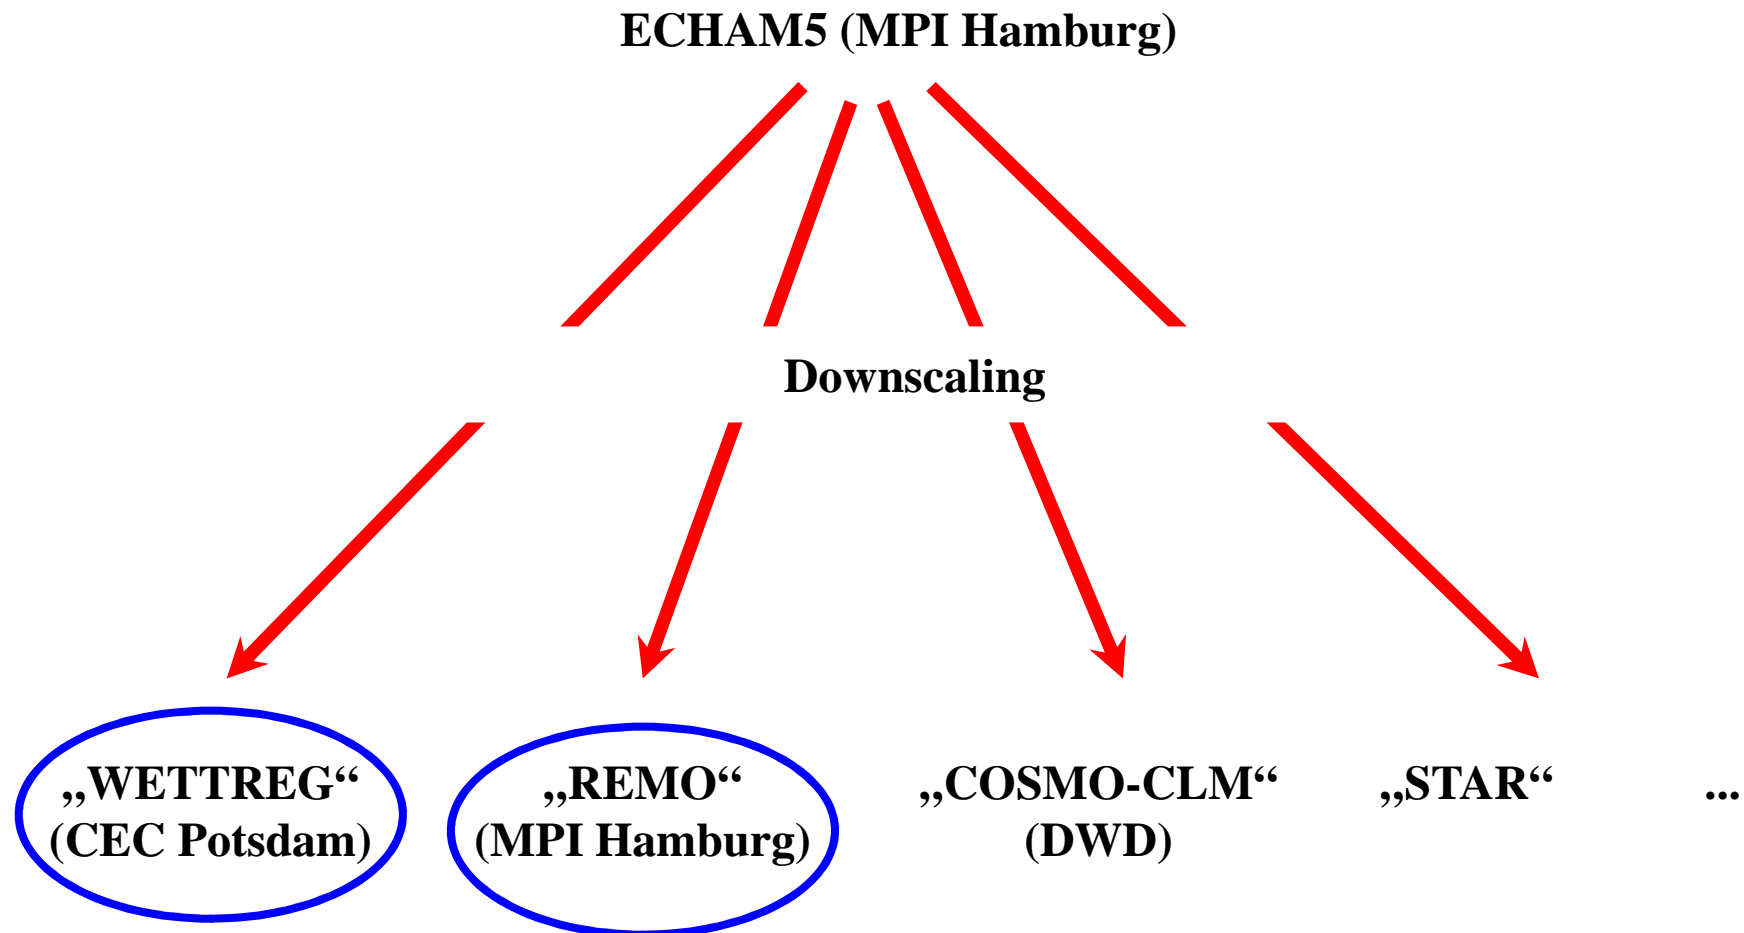 ECHAM5 (MPI Hamburg)
Downscaling
„WETTREG“
(CEC Potsdam)
„REMO“
(MPI Hamburg)
„COSMO-CLM“
(DWD)
„STAR“
...